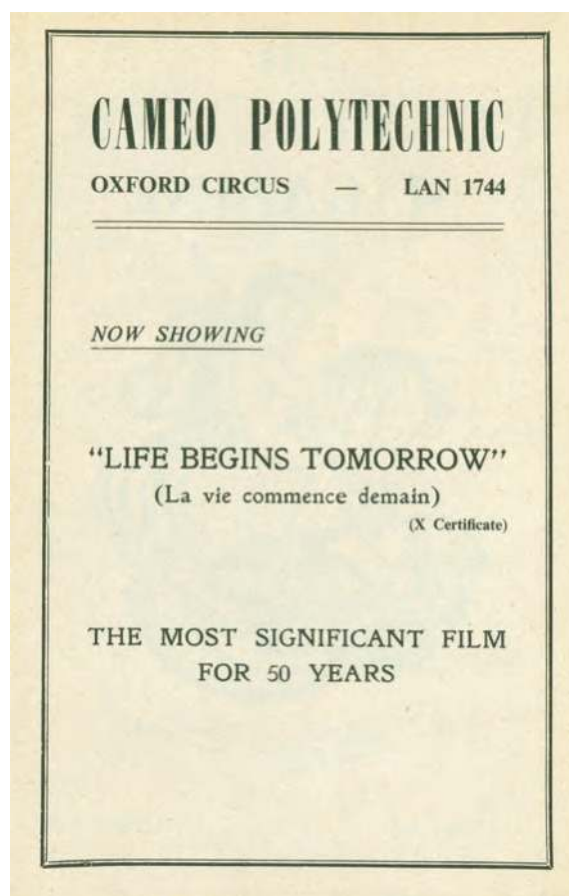 CAMEO POLYTECHNIC
OXFORD CIRCUS — LAN 1744
NOW SHOWING
“LIFE BEGINS TOMORROW”
(La vie commence demain)
(X Certificate)
THE MOST SIGNIFICANT FILM
FOR 50 YEARS